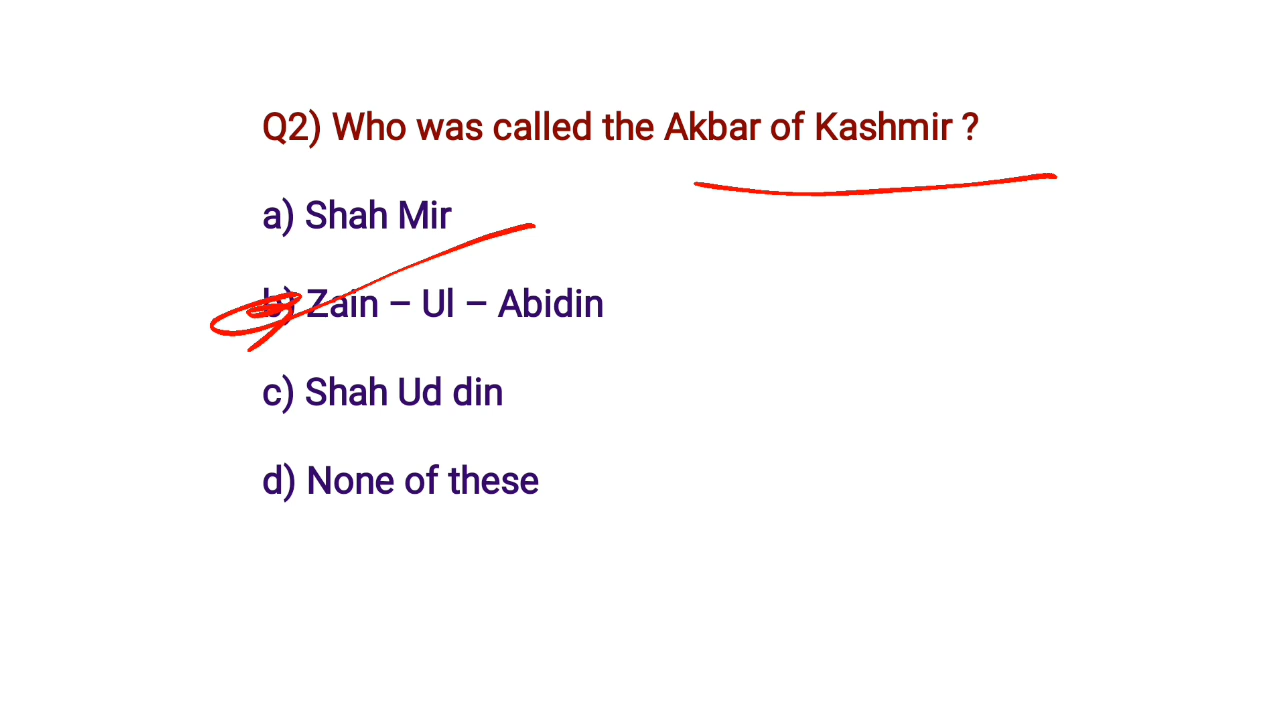 Q2) Who was called the Akbar of Kashmir ?
a) Shah Mir
b) Zain – Ul – Abidin
c) Shah Ud din
d) None of these